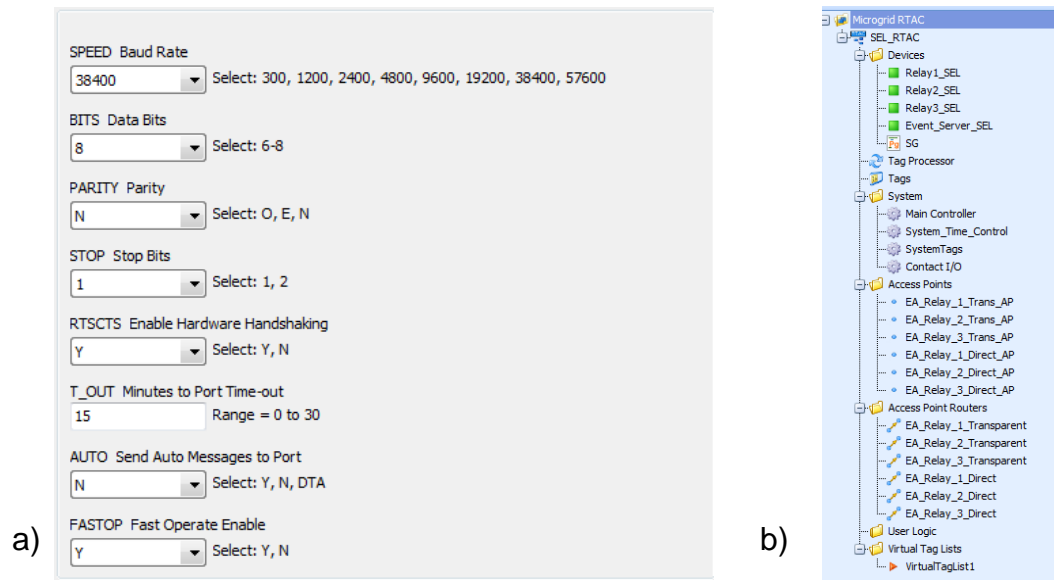 SPEED Baud Rate
38400 Select: 300, 1200, 2400, 4800, 9600, 19200, 38400, 57600
BITS Data Bits
8 Select: 6-8
PARITY Parity
N Select: O, E, N
STOP Stop Bits
1 Select: 1, 2
RTSCTS Enable Hardware Handshaking
Y Select: Y, N
T_OUT Minutes to Port Time-out
15 Range = 0 to 30
AUTO Send Auto Messages to Port
N Select: Y, N, DTA
FASTOP Fast Operate Enable
Y Select: Y, N
a)
Microgrid RTAC
SEL_RTAC
Devices
Relay1_SEL
Relay2_SEL
Relay3_SEL
Event_Server_SEL
SG
Tag Processor
Tags
System
Main Controller
System_Time_Control
SystemTags
Contact I/O
Access Points
EA_Relay_1_Trans_AP
EA_Relay_2_Trans_AP
EA_Relay_3_Trans_AP
EA_Relay_1_Direct_AP
EA_Relay_2_Direct_AP
EA_Relay_3_Direct_AP
Access Point Routers
EA_Relay_1_Transparent
EA_Relay_2_Transparent
EA_Relay_3_Transparent
EA_Relay_1_Direct
EA_Relay_2_Direct
EA_Relay_3_Direct
User Logic
Virtual Tag Lists
VirtualTagList1
b)